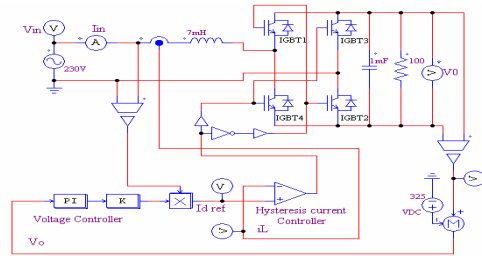 Vin
V
Iin
A
7mH
IGBT1
IGBT3
230V
1mF
100
V
V0
IGBT4
IGBT2
PI
K
X
V
Id ref
Hysteresis current
Controller
Voltage Controller
iL
V
325
VDC
M
V
Vo